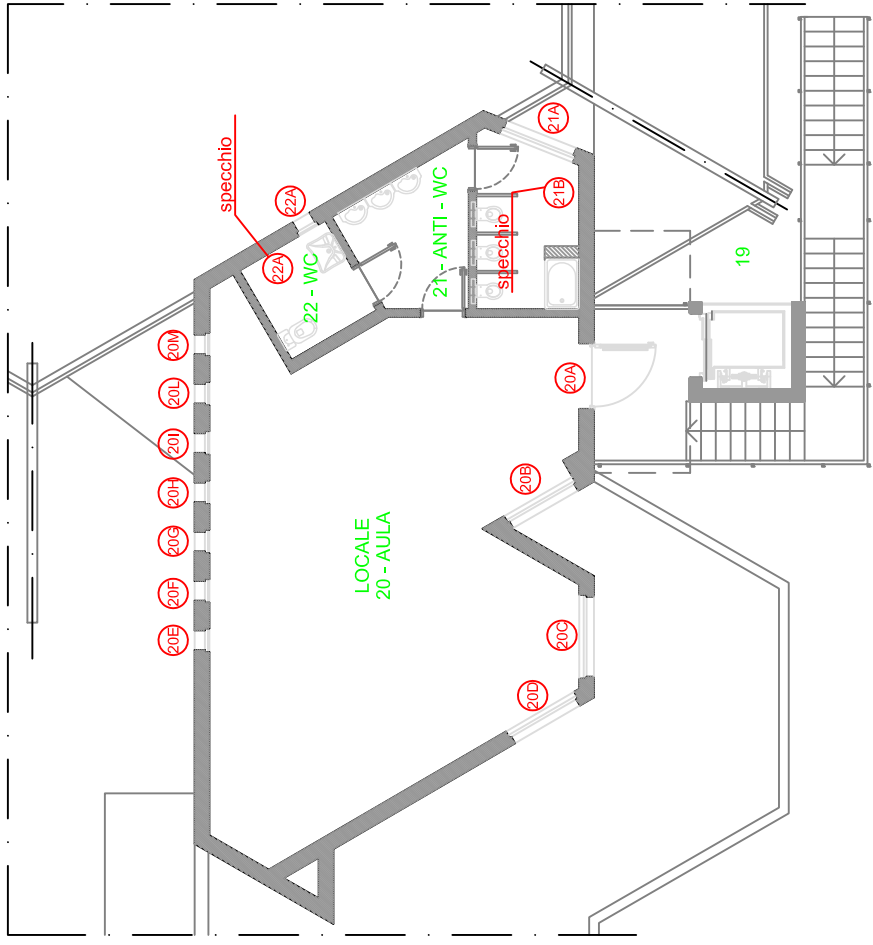 specchio
22A
22A
22 - WC
21 - ANTI - WC
21A
21B
specchio
19
20M
20L
20I
20H
20G
20F
20E
20A
20B
20C
20D
LOCALE
20 - AULA